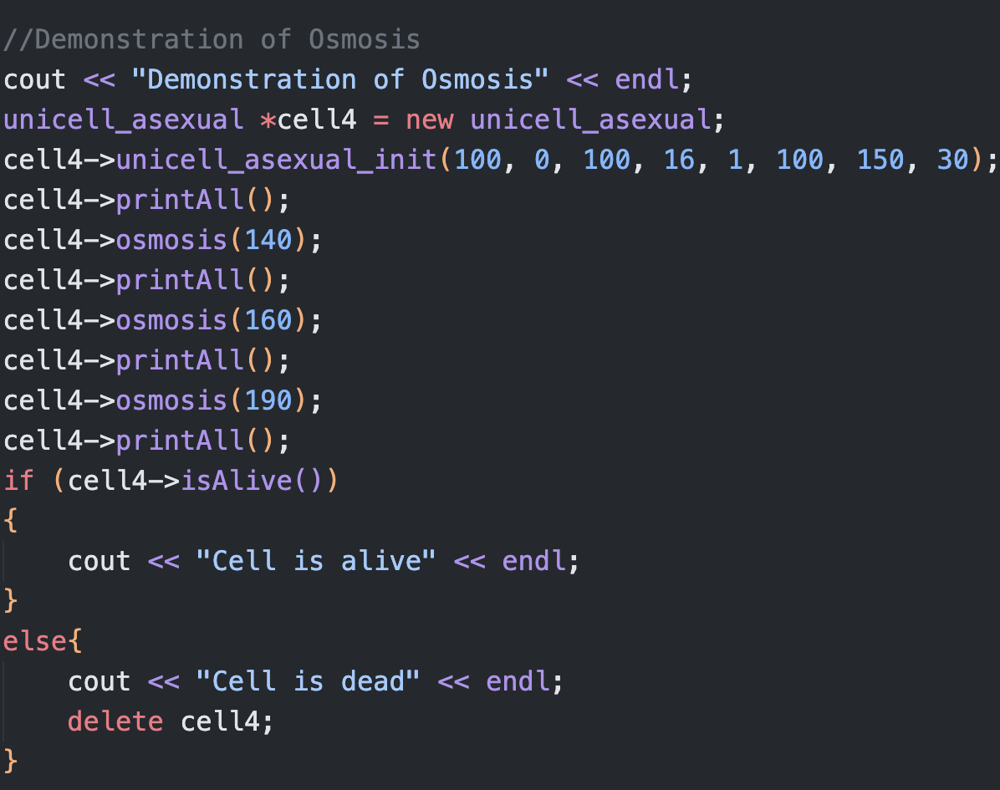 //Demonstration of Osmosis
cout << "Demonstration of Osmosis" << endl;
unicell_asexual *cell4 = new unicell_asexual;
cell4->unicell_asexual_init(100, 0, 100, 16, 1, 100, 150, 30);
cell4->printAll();
cell4->osmosis(140);
cell4->printAll();
cell4->osmosis(160);
cell4->printAll();
cell4->osmosis(190);
cell4->printAll();
if (cell4->isAlive())
{
    cout << "Cell is alive" << endl;
}
else{
    cout << "Cell is dead" << endl;
    delete cell4;
}